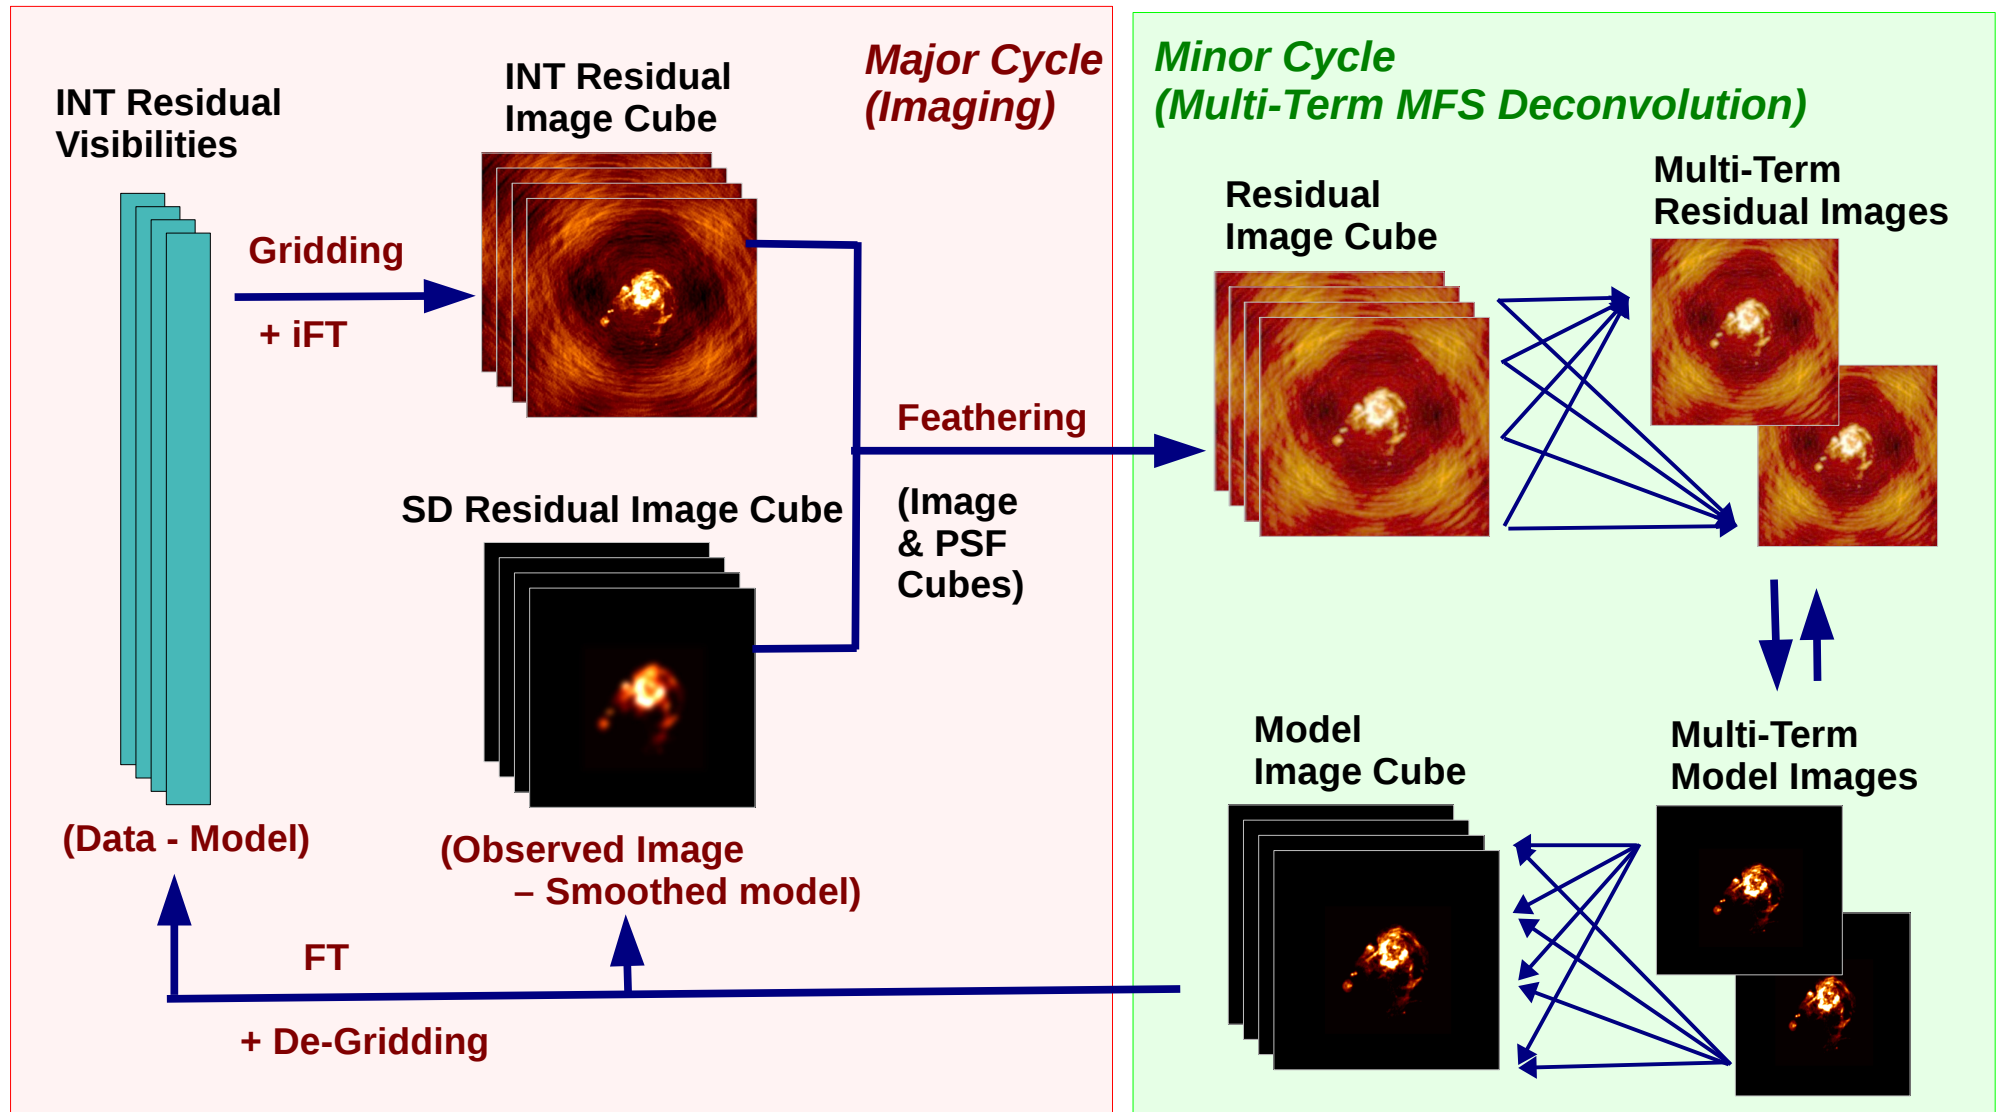 Major Cycle
(Imaging)
INT Residual
Visibilities
INT Residual
Image Cube
Gridding
+ iFT
SD Residual Image Cube
Feathering
(Image
& PSF
Cubes)
(Data - Model)
(Observed Image
– Smoothed model)
FT
+ De-Gridding
Minor Cycle
(Multi-Term MFS Deconvolution)
Residual
Image Cube
Multi-Term
Residual Images
Model
Image Cube
Multi-Term
Model Images